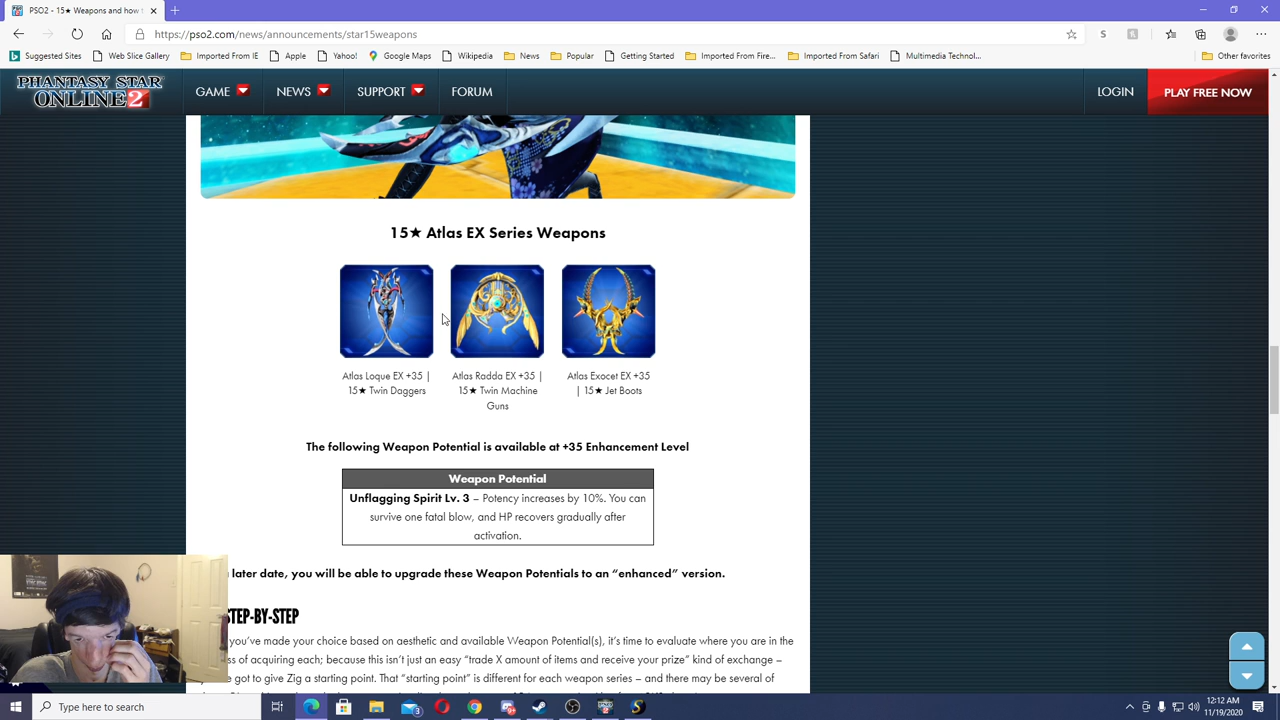 PSO2 - 15★ Weapons and how
https://pso2.com/news/announcements/star15weapons
Suggested Sites
Web Slice Gallery
Imported From IE
Apple
Yahoo!
Google Maps
Wikipedia
News
Popular
Getting Started
Imported From Fire...
Imported From Safari
Multimedia Technol...
Other favorites
PHANTASY STAR
ONLINE 2
GAME
NEWS
SUPPORT
FORUM
LOGIN
PLAY FREE NOW
15★ Atlas EX Series Weapons
Atlas Loque EX +35 |
15★ Twin Daggers
Atlas Radda EX +35 |
15★ Twin Machine
Guns
Atlas Exocet EX +35
| 15★ Jet Boots
The following Weapon Potential is available at +35 Enhancement Level
Weapon Potential
Unflagging Spirit Lv. 3 – Potency increases by 10%. You can
survive one fatal blow, and HP recovers gradually after
activation.
later date, you will be able to upgrade these Weapon Potentials to an “enhanced” version.
STEP-BY-STEP
you’ve made your choice based on aesthetic and available Weapon Potential(s), it’s time to evaluate where you are in the
ss of acquiring each; because this isn’t just an easy “trade X amount of items and receive your prize” kind of exchange –
got to give Zig a starting point. That “starting point” is different for each weapon series – and there may be several of
Type here to search
12:12 AM
11/19/2020